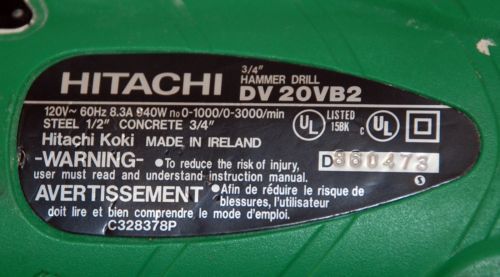 3/4"
HAMMER DRILL
HITACHI DV 20VB2
120V~ 60Hz 8.3A 940W no 0-1000/0-3000/min
STEEL 1/2" CONCRETE 3/4"
UL LISTED 15BK c UL
Hitachi Koki MADE IN IRELAND
-WARNING- •To reduce the risk of injury, D860473
user must read and understand instruction manual.
AVERTISSEMENT •Afin de réduire le risque de S
blessures, l'utilisateur
doit lire et bien comprendre le mode d'emploi.
C328378P